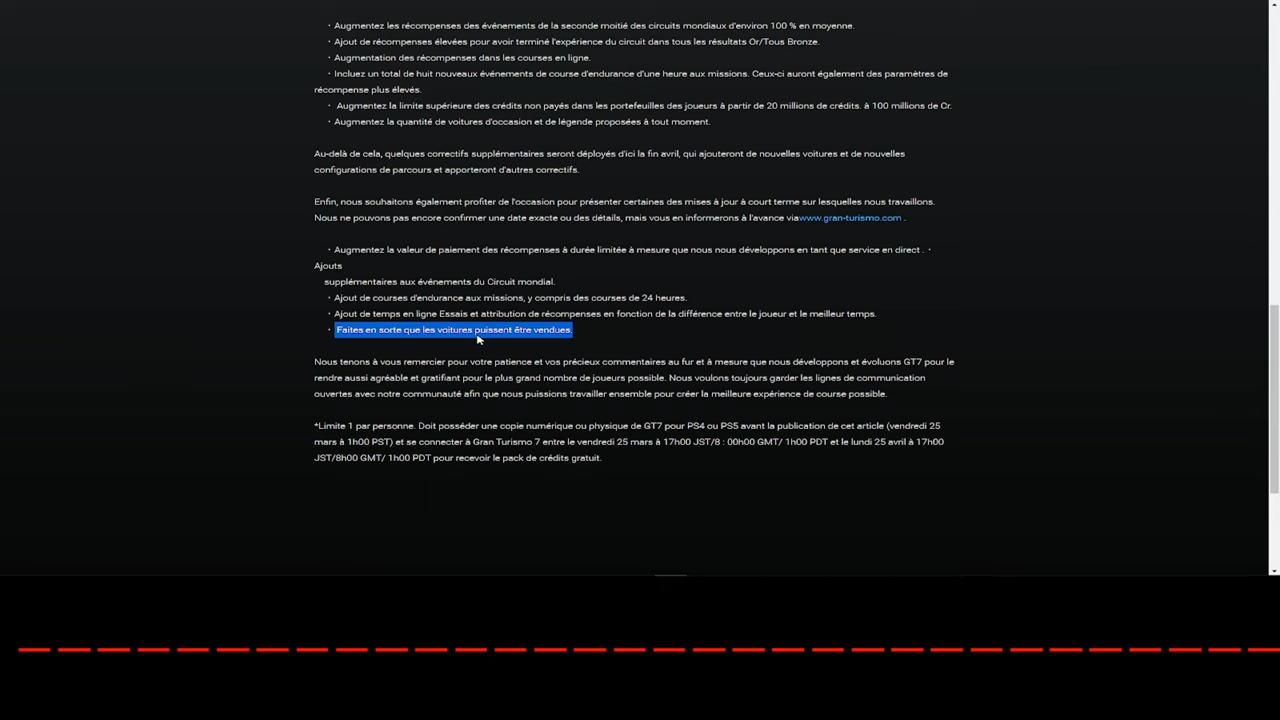 · Augmentez les récompenses des événements de la seconde moitié des circuits mondiaux d'environ 100 % en moyenne.
· Ajout de récompenses élevées pour avoir terminé l'expérience du circuit dans tous les résultats Or/Tous Bronze.
· Augmentation des récompenses dans les courses en ligne.
· Incluez un total de huit nouveaux événements de course d'endurance d'une heure aux missions. Ceux-ci auront également des paramètres de
récompense plus élevés.
· Augmentez la limite supérieure des crédits non payés dans les portefeuilles des joueurs à partir de 20 millions de crédits. à 100 millions de Cr.
· Augmentez la quantité de voitures d'occasion et de légende proposées à tout moment.
Au-delà de cela, quelques correctifs supplémentaires seront déployés d'ici la fin avril, qui ajouteront de nouvelles voitures et de nouvelles
configurations de parcours et apporteront d'autres correctifs.
Enfin, nous souhaitons également profiter de l'occasion pour présenter certaines des mises à jour à court terme sur lesquelles nous travaillons.
Nous ne pouvons pas encore confirmer une date exacte ou des détails, mais vous en informerons à l'avance viawww.gran-turismo.com .
· Augmentez la valeur de paiement des récompenses à durée limitée à mesure que nous nous développons en tant que service en direct . ·
Ajouts
supplémentaires aux événements du Circuit mondial.
· Ajout de courses d'endurance aux missions, y compris des courses de 24 heures.
· Ajout de temps en ligne Essais et attribution de récompenses en fonction de la différence entre le joueur et le meilleur temps.
· Faites en sorte que les voitures puissent être vendues.
Nous tenons à vous remercier pour votre patience et vos précieux commentaires au fur et à mesure que nous développons et évoluons GT7 pour le
rendre aussi agréable et gratifiant pour le plus grand nombre de joueurs possible. Nous voulons toujours garder les lignes de communication
ouvertes avec notre communauté afin que nous puissions travailler ensemble pour créer la meilleure expérience de course possible.
*Limite 1 par personne. Doit posséder une copie numérique ou physique de GT7 pour PS4 ou PS5 avant la publication de cet article (vendredi 25
mars à 1h00 PST) et se connecter à Gran Turismo 7 entre le vendredi 25 mars à 17h00 JST/8 : 00h00 GMT/ 1h00 PDT et le lundi 25 avril à 17h00
JST/8h00 GMT/ 1h00 PDT pour recevoir le pack de crédits gratuit.